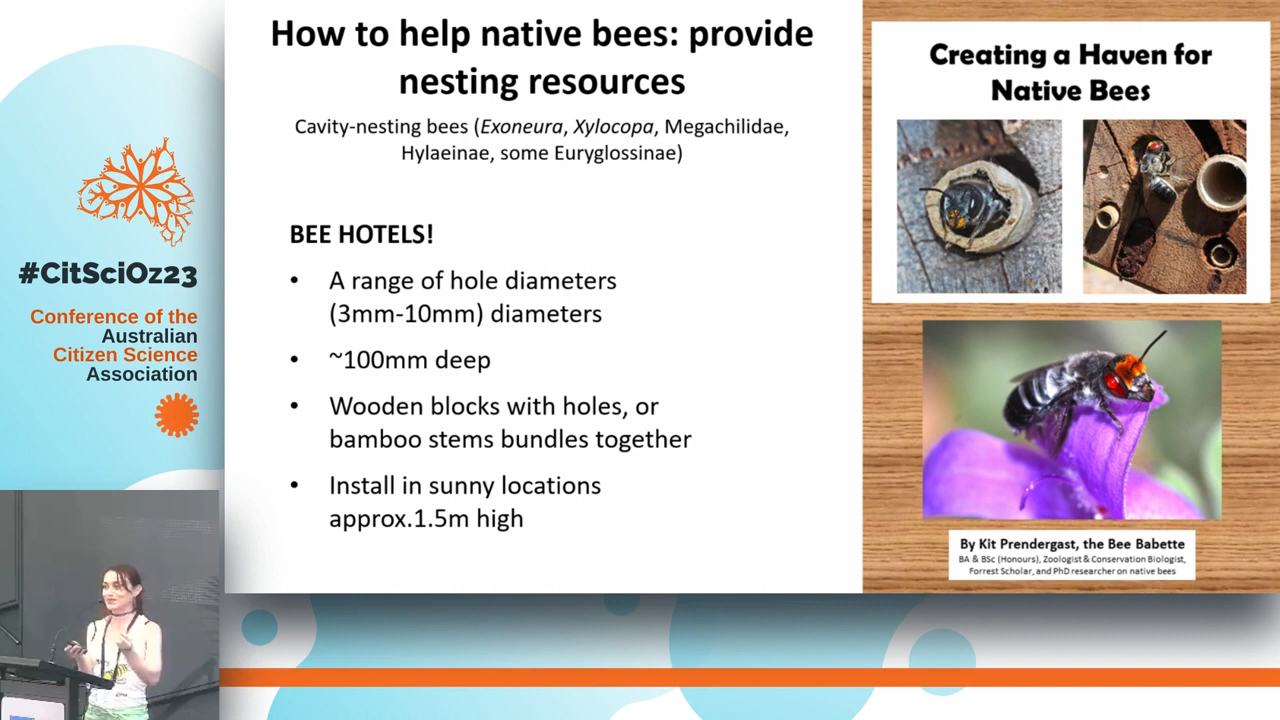 How to help native bees: provide
nesting resources
Cavity-nesting bees (Exoneura, Xylocopa, Megachilidae,
Hylaeinae, some Euryglossinae)
BEE HOTELS!
• A range of hole diameters
(3mm-10mm) diameters
• ~100mm deep
• Wooden blocks with holes, or
bamboo stems bundles together
• Install in sunny locations
approx.1.5m high
Creating a Haven for
Native Bees
By Kit Prendergast, the Bee Babette
BA & BSc (Honours), Zoologist & Conservation Biologist,
Forrest Scholar, and PhD researcher on native bees
#CitSciOz23
Conference of the
Australian
Citizen Science
Association